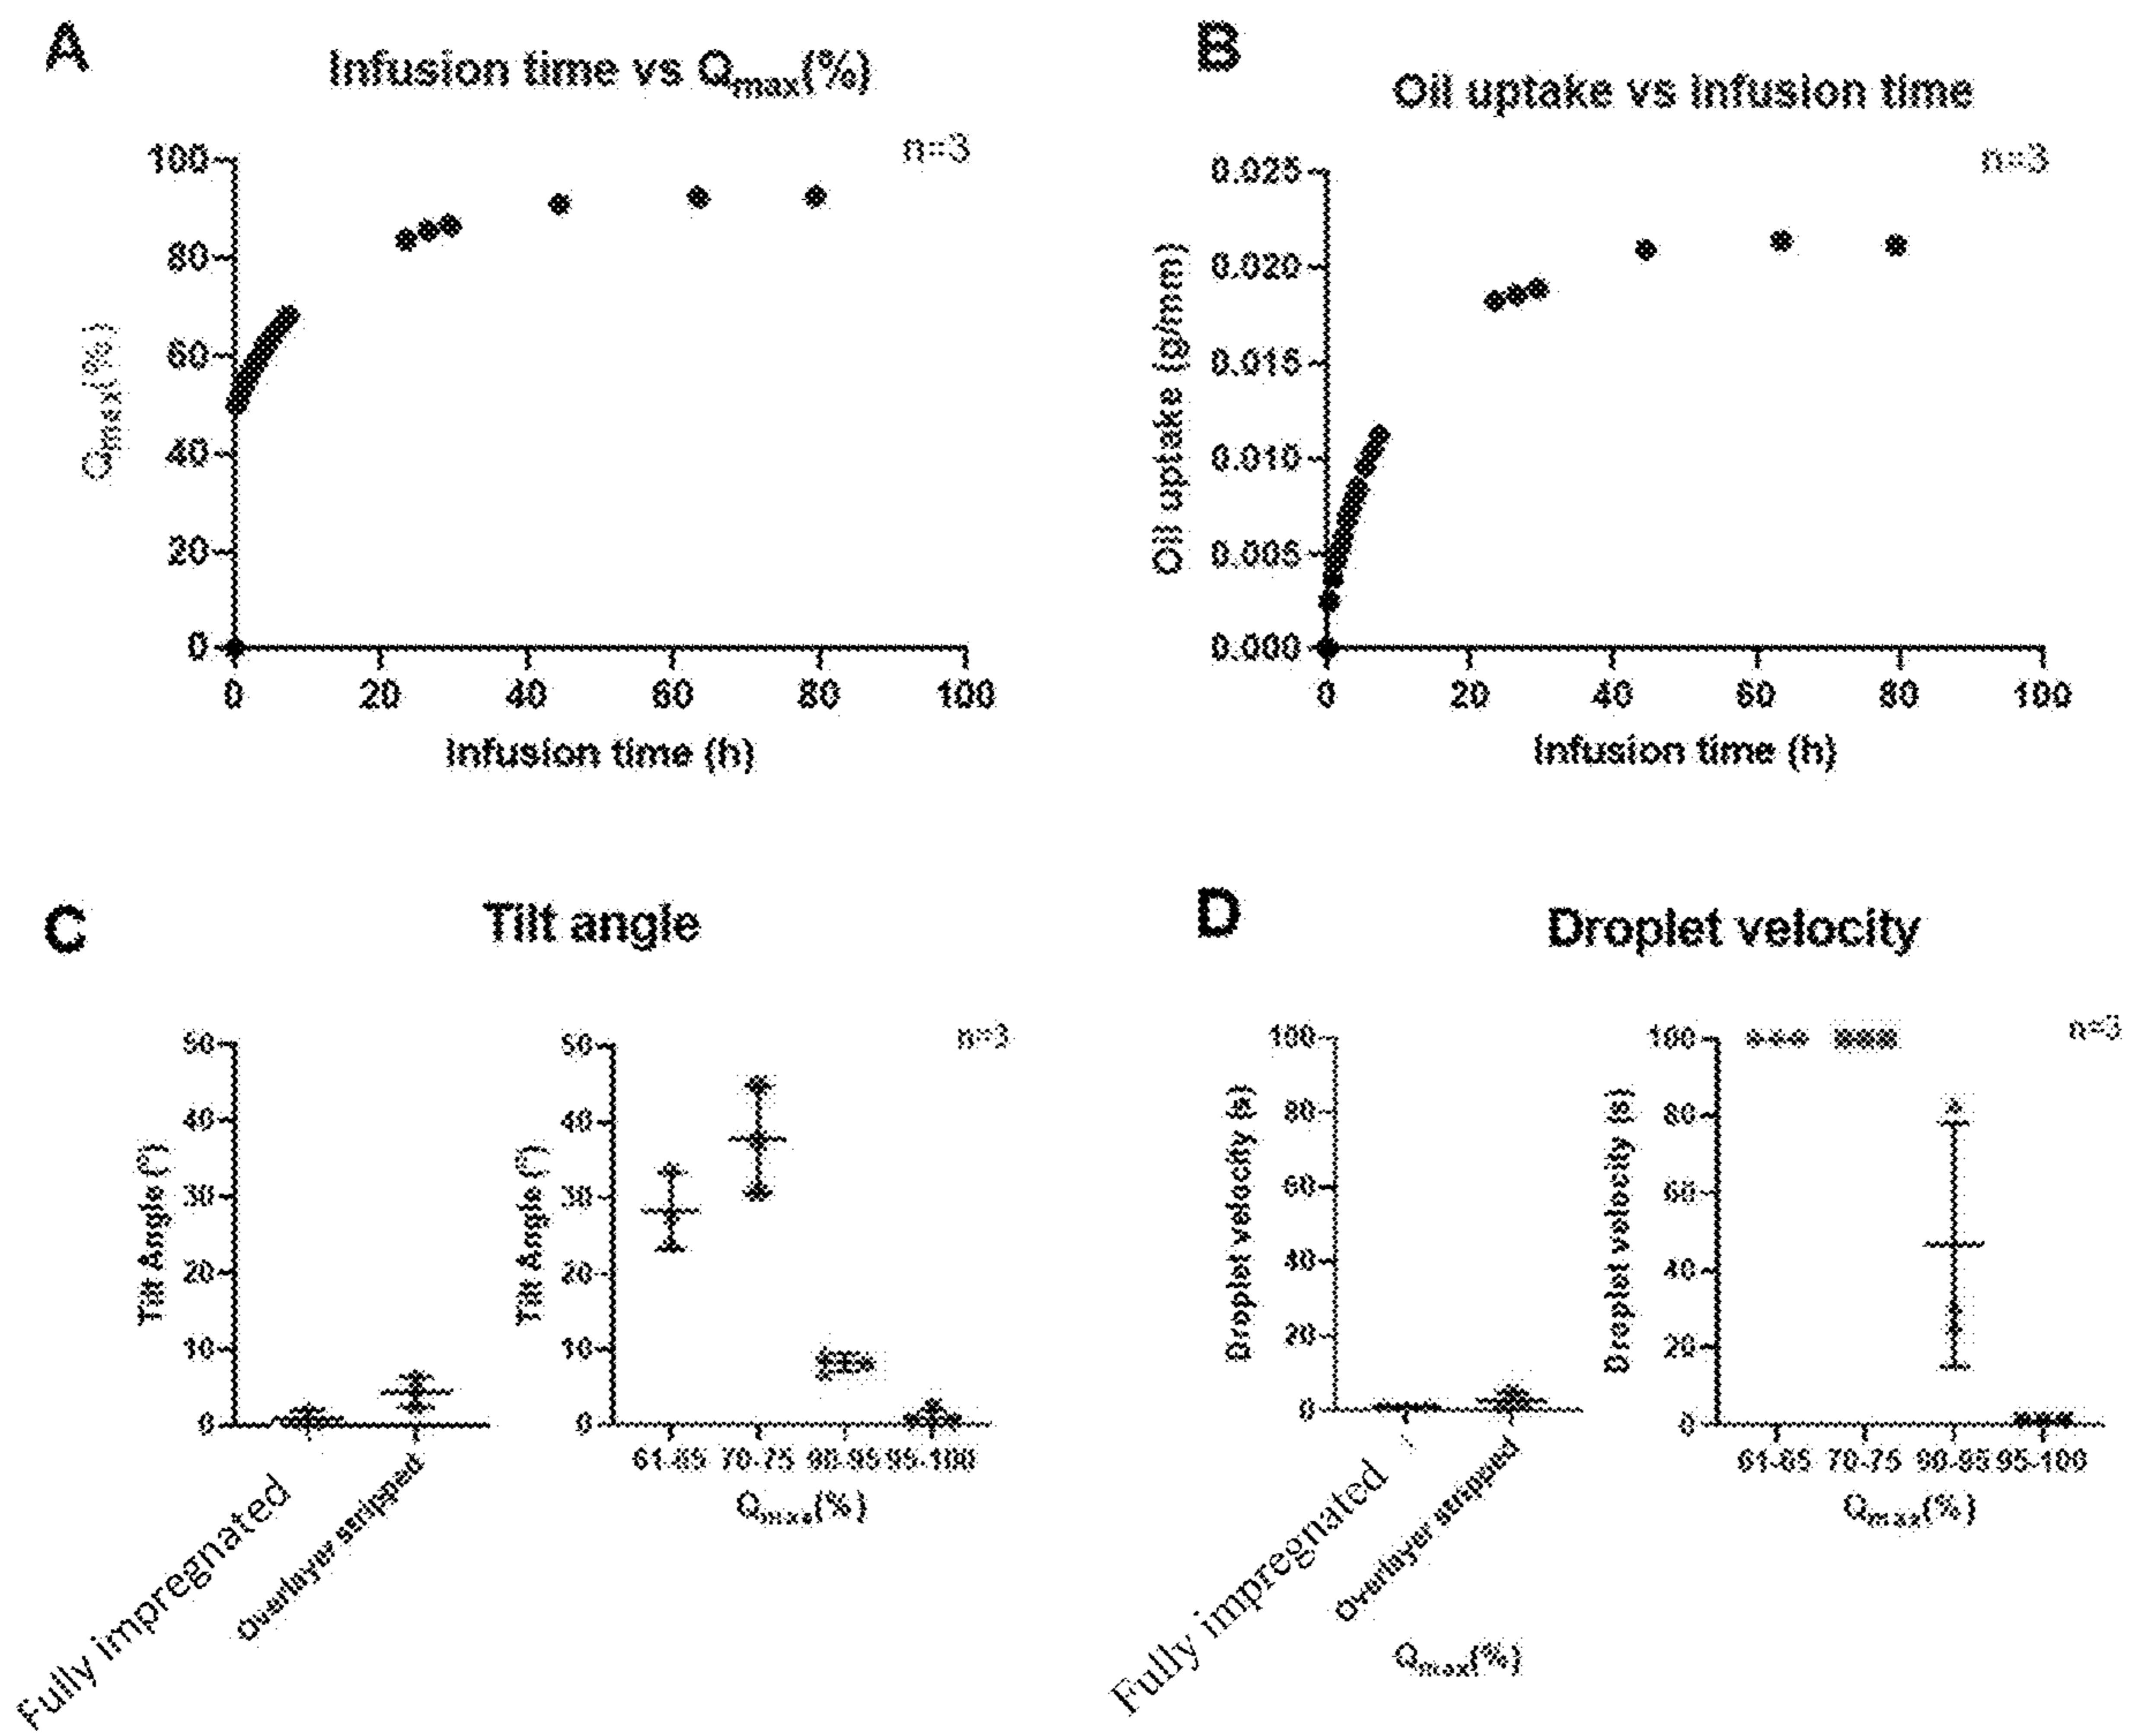 A
Infusion time vs Qmax(%)
n=3
100
80
60
40
20
0
Qmax(%)
0 20 40 60 80 100
Infusion time (h)
B
Oil uptake vs infusion time
n=3
0.025
0.020
0.015
0.010
0.005
0.000
Oil uptake (g/mm)
0 20 40 60 80 100
Infusion time (h)
C
Tilt angle
50
40
30
20
10
0
Tilt Angle (°)
Fully impregnated
Overlayer stripped
n=3
50
40
30
20
10
0
Tilt Angle (°)
61-69 70-75 90-95 95-100
Qmax(%)
D
Droplet velocity
100
80
60
40
20
0
Droplet velocity (s)
Fully impregnated
Overlayer stripped
Qmax(%)
n=3
100
80
60
40
20
0
Droplet velocity (s)
61-65 70-75 90-95 95-100
Qmax(%)